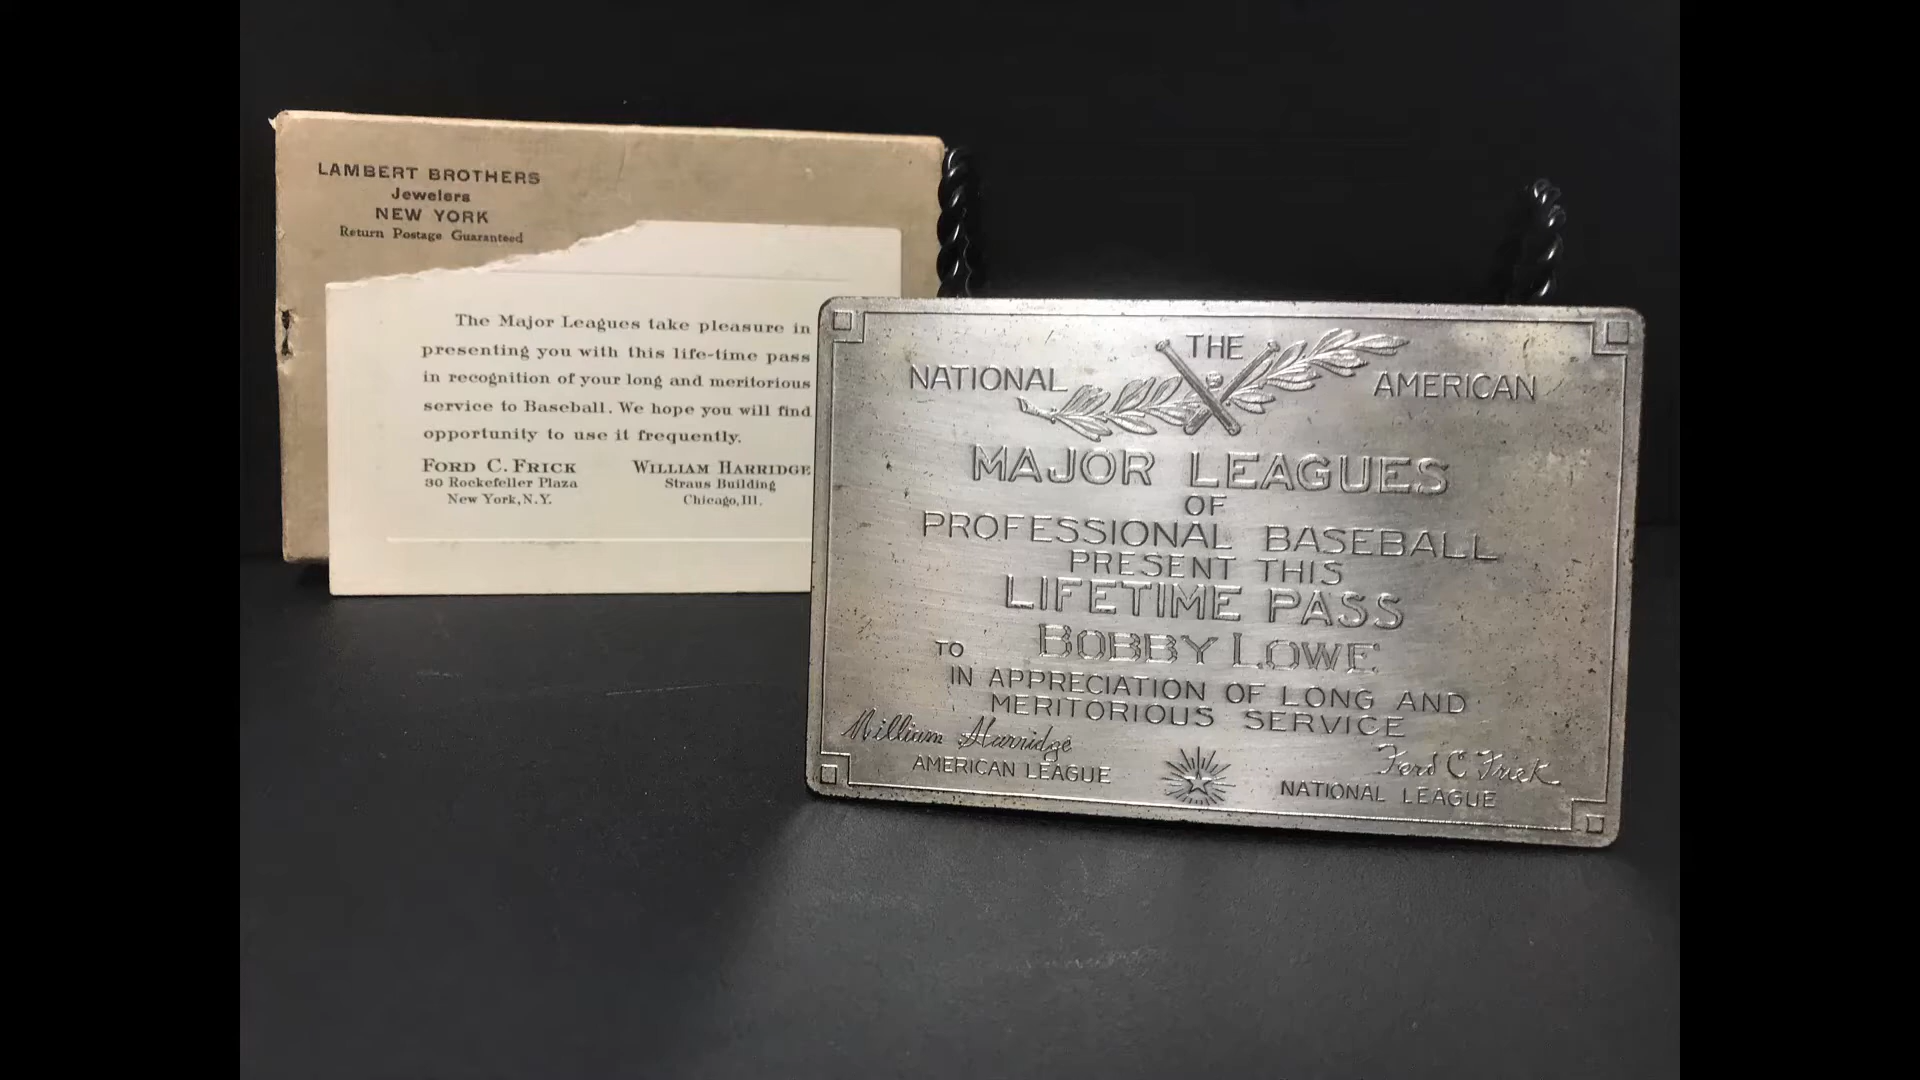 LAMBERT BROTHERS
Jewelers
NEW YORK
Return Postage Guaranteed
The Major Leagues take pleasure in
presenting you with this life-time pass
in recognition of your long and meritorious
service to Baseball. We hope you will find
opportunity to use it frequently.
FORD C. FRICK
30 Rockefeller Plaza
New York, N.Y.
WILLIAM HARRIDGE
Straus Building
Chicago, Ill.
THE
NATIONAL AMERICAN
MAJOR LEAGUES
OF
PROFESSIONAL BASEBALL
PRESENT THIS
LIFETIME PASS
TO BOBBY LOWE
IN APPRECIATION OF LONG AND
MERITORIOUS SERVICE
William Harridge
AMERICAN LEAGUE
Ford C Frick
NATIONAL LEAGUE